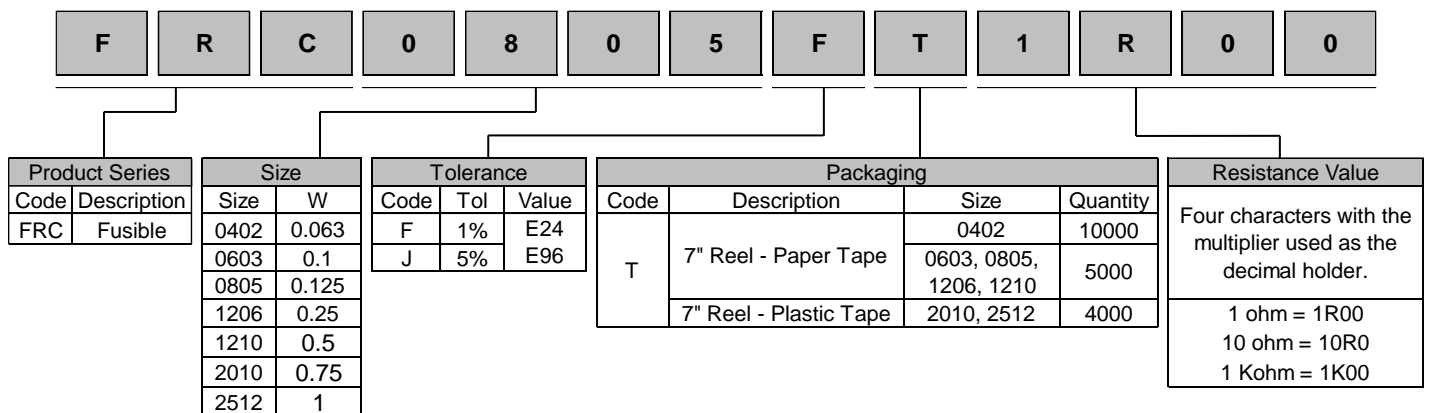 F R C 0 8 0 5 F T 1 R 0 0
Product Series
Code Description
FRC Fusible
Size
Size W
0402 0.063
0603 0.1
0805 0.125
1206 0.25
1210 0.5
2010 0.75
2512 1
Tolerance
Code Tol Value
F 1% E24
J 5% E96
Packaging
Code Description Size Quantity
T
7" Reel - Paper Tape
0402 10000
0603, 0805,
1206, 1210
5000
7" Reel - Plastic Tape 2010, 2512 4000
Resistance Value
Four characters with the
multiplier used as the
decimal holder.
1 ohm = 1R00
10 ohm = 10R0
1 Kohm = 1K00